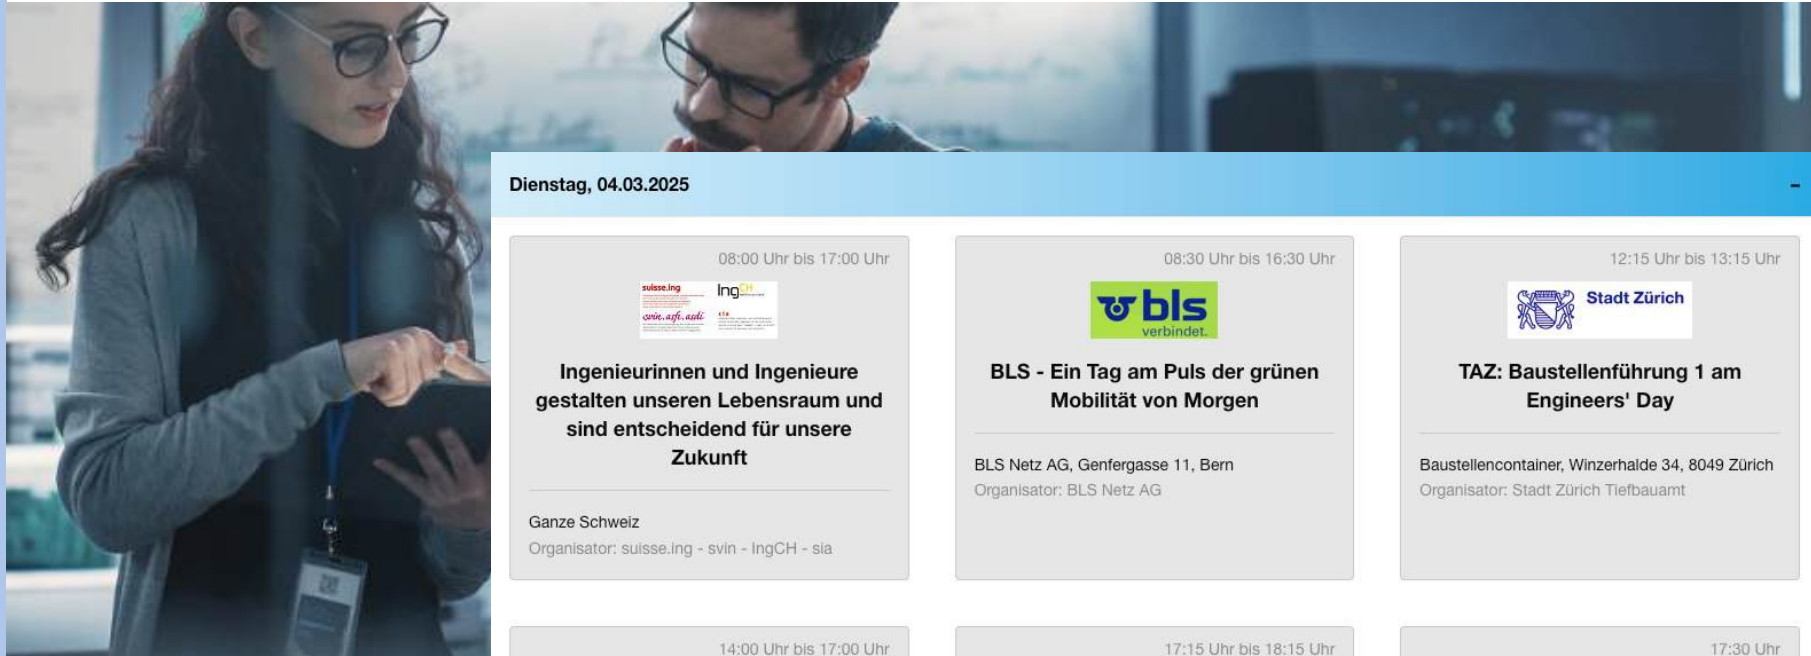 Dienstag, 04.03.2025
-
08:00 Uhr bis 17:00 Uhr
suisse.ing
IngCH
svin.asfi.asdi
sia
Ingenieurinnen und Ingenieure
gestalten unseren Lebensraum und
sind entscheidend für unsere
Zukunft
Ganze Schweiz
Organisator: suisse.ing - svin - IngCH - sia
08:30 Uhr bis 16:30 Uhr
bls
verbindet.
BLS - Ein Tag am Puls der grünen
Mobilität von Morgen
BLS Netz AG, Genfergasse 11, Bern
Organisator: BLS Netz AG
12:15 Uhr bis 13:15 Uhr
Stadt Zürich
TAZ: Baustellenführung 1 am
Engineers' Day
Baustellencontainer, Winzerhalde 34, 8049 Zürich
Organisator: Stadt Zürich Tiefbauamt
14:00 Uhr bis 17:00 Uhr
17:15 Uhr bis 18:15 Uhr
17:30 Uhr